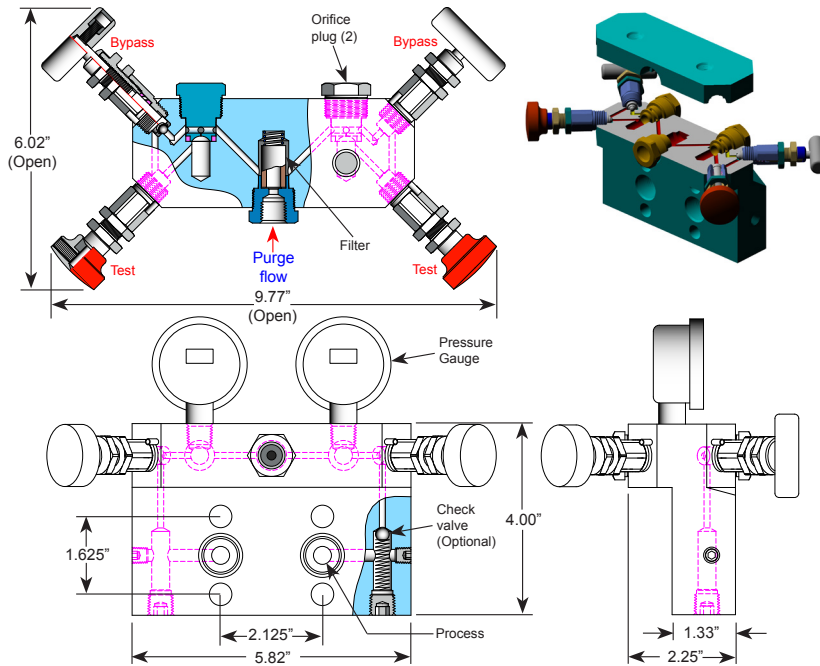 Orifice
plug (2)
Bypass
Bypass
6.02”
(Open)
Filter
Purge
flow
Test
Test
9.77”
(Open)
Pressure
Gauge
Check
valve
(Optional)
4.00”
1.625”
2.125”
Process
5.82”
1.33”
2.25”